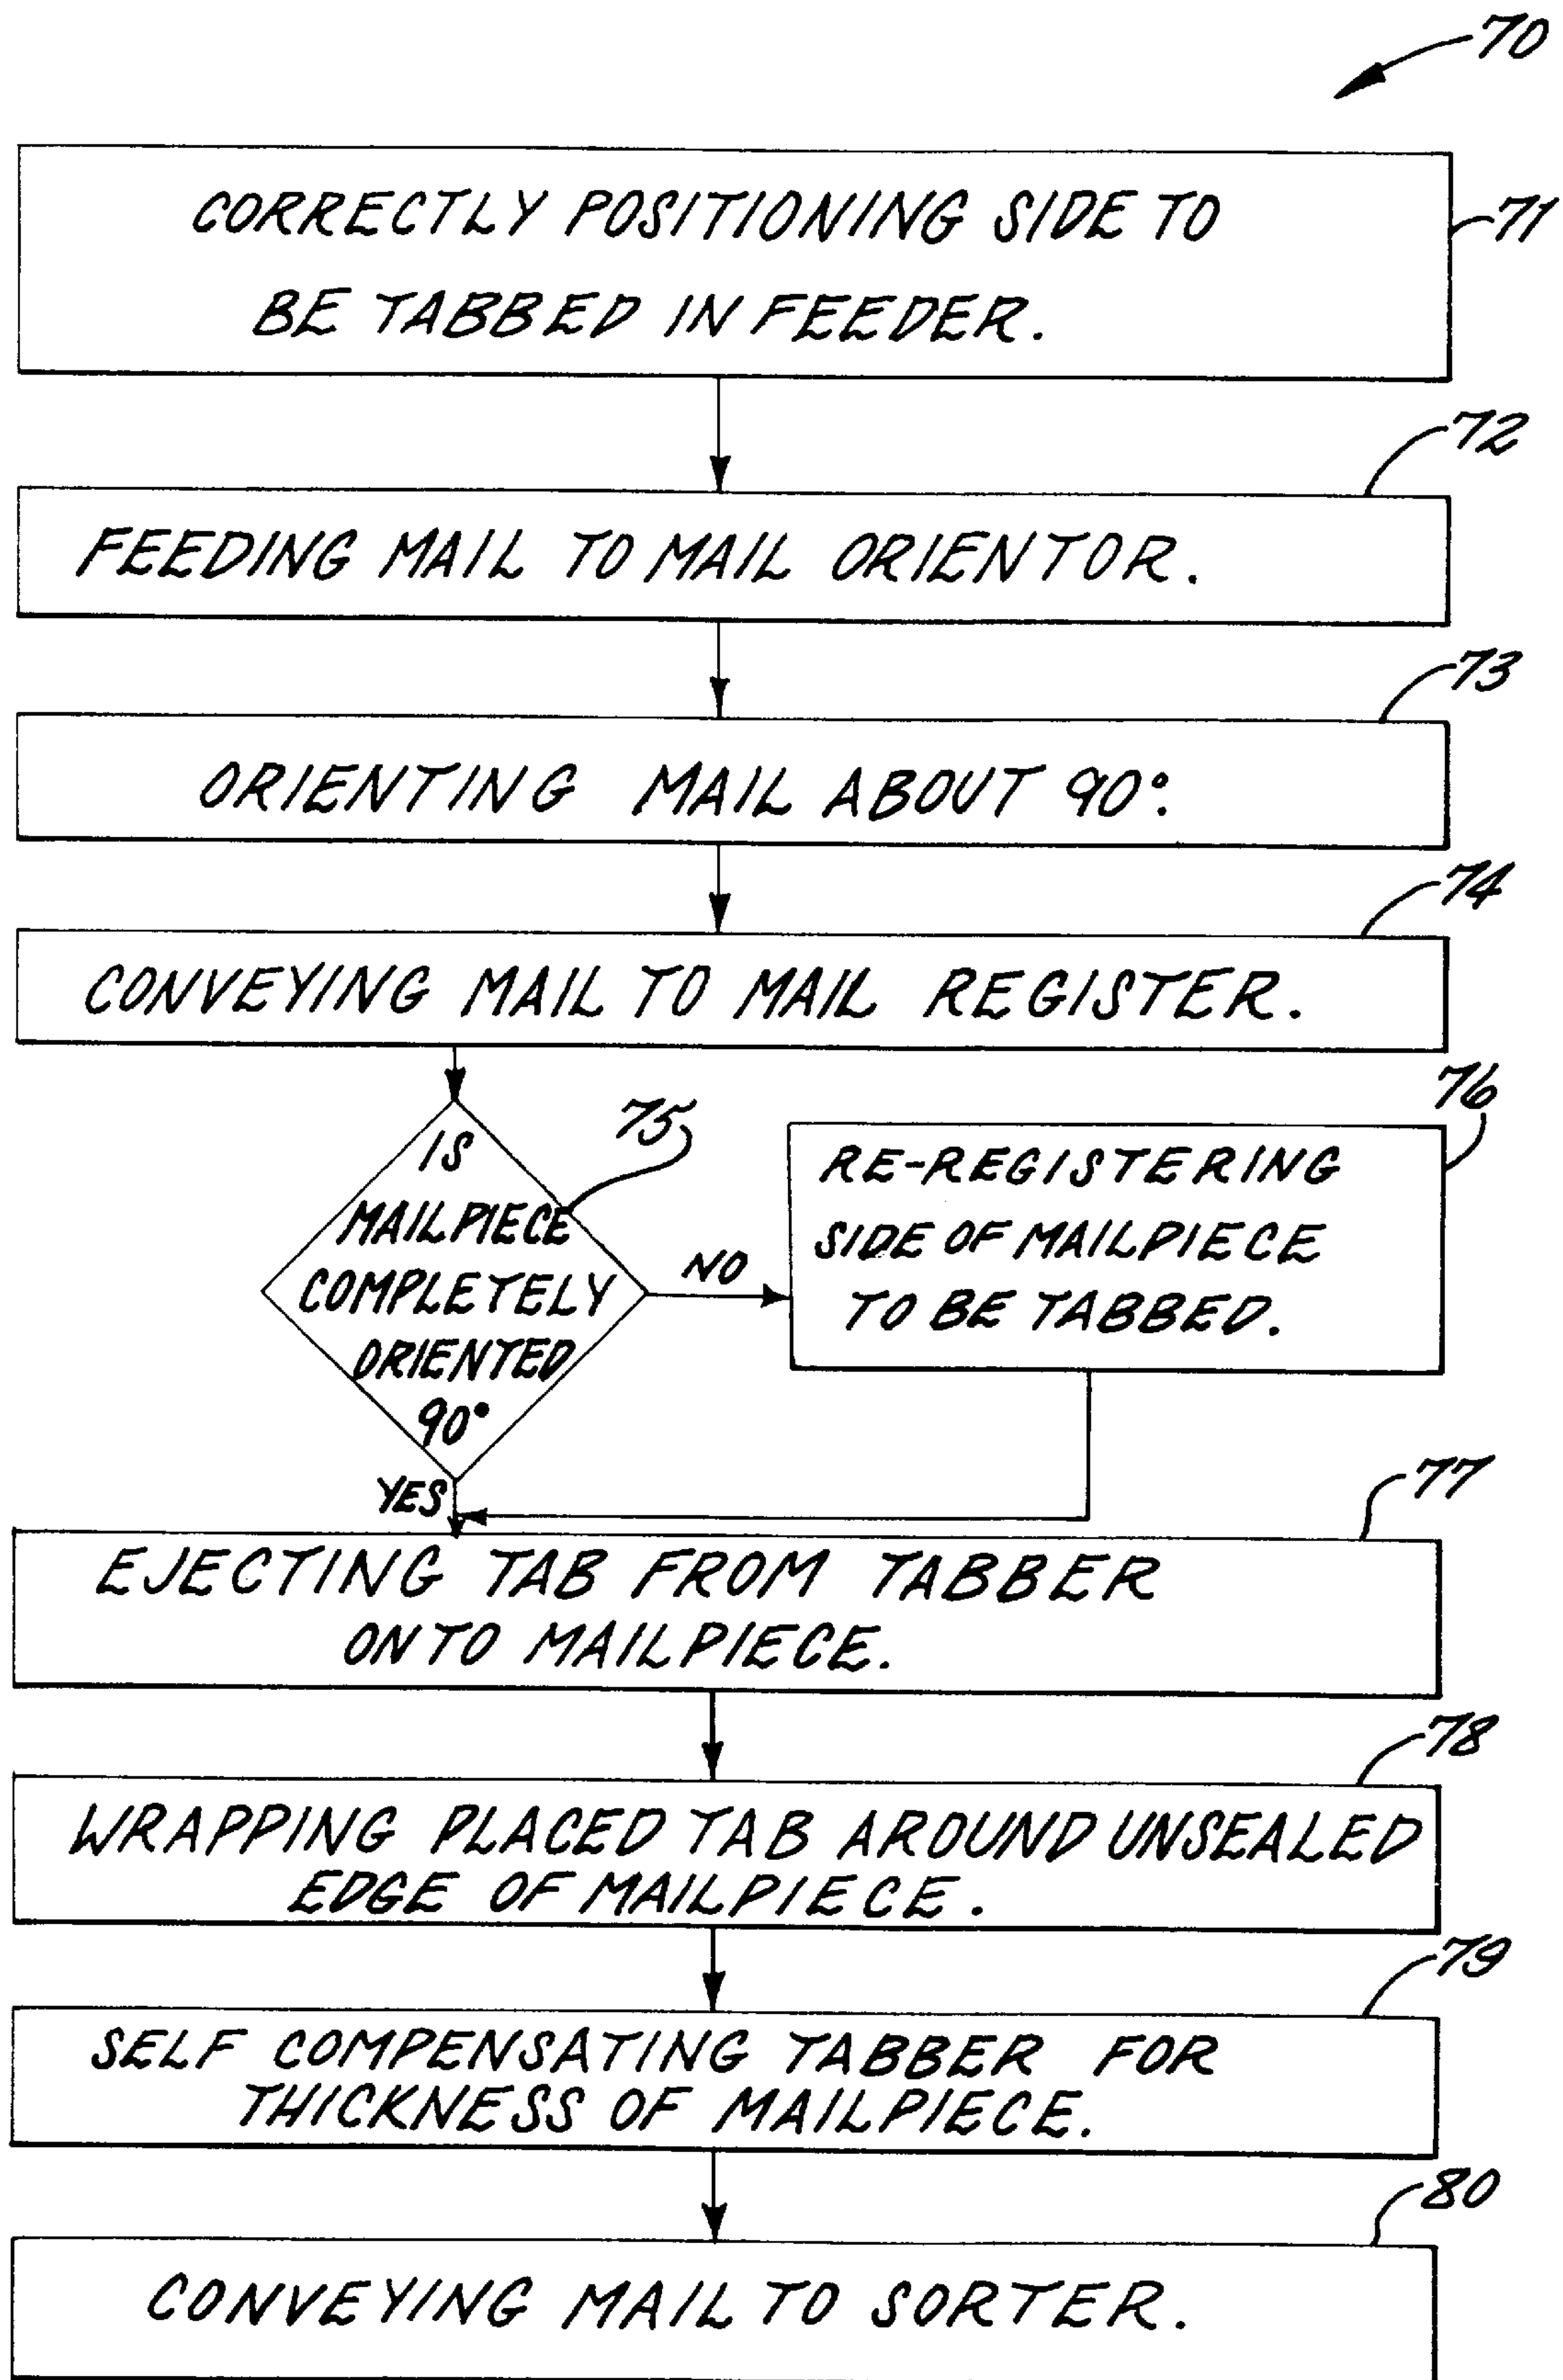 70
CORRECTLY POSITIONING SIDE TO
BE TABBED IN FEEDER.
71
72
FEEDING MAIL TO MAIL ORIENTOR.
73
ORIENTING MAIL ABOUT 90°.
74
CONVEYING MAIL TO MAIL REGISTER.
75
IS
MAILPIECE
COMPLETELY
ORIENTED
90°
NO
76
RE-REGISTERING
SIDE OF MAILPIECE
TO BE TABBED.
YES
77
EJECTING TAB FROM TABBER
ONTO MAILPIECE.
78
WRAPPING PLACED TAB AROUND UNSEALED
EDGE OF MAILPIECE.
79
SELF COMPENSATING TABBER FOR
THICKNESS OF MAILPIECE.
80
CONVEYING MAIL TO SORTER.